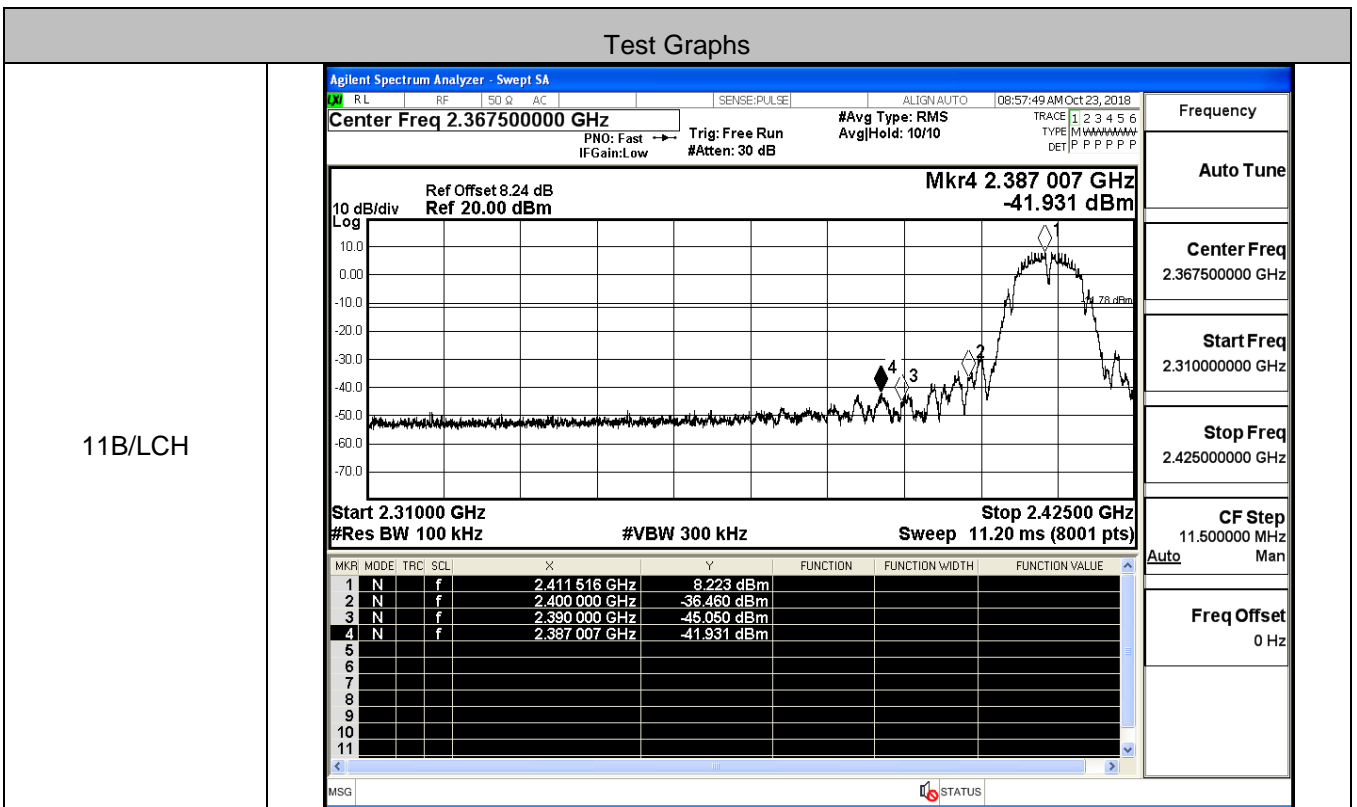 Test Graphs
11B/LCH
Agilent Spectrum Analyzer - Swept SA
LXI RL RF 50 Ω AC SENSE:PULSE ALIGN AUTO 08:57:49 AM Oct 23, 2018
Center Freq 2.367500000 GHz
PNO: Fast
IFGain:Low
Trig: Free Run
#Atten: 30 dB
#Avg Type: RMS
Avg|Hold: 10/10
TRACE 1 2 3 4 5 6
TYPE M WWWWW
DET P P P P P P
Ref Offset 8.24 dB
10 dB/div Ref 20.00 dBm
Log
Mkr4 2.387 007 GHz
-41.931 dBm
10.0
0.00
-10.0
-20.0
-30.0
-40.0
-50.0
-60.0
-70.0
1
2
3
4
Start 2.31000 GHz Stop 2.42500 GHz
#Res BW 100 kHz #VBW 300 kHz Sweep 11.20 ms (8001 pts)
MKR MODE TRC SCL X Y FUNCTION FUNCTION WIDTH FUNCTION VALUE
1 N f 2.411 516 GHz 8.223 dBm
2 N f 2.400 000 GHz -36.460 dBm
3 N f 2.390 000 GHz -45.050 dBm
4 N f 2.387 007 GHz -41.931 dBm
5
6
7
8
9
10
11
MSG STATUS
Frequency
Auto Tune
Center Freq
2.367500000 GHz
Start Freq
2.310000000 GHz
Stop Freq
2.425000000 GHz
CF Step
11.500000 MHz
Auto Man
Freq Offset
0 Hz